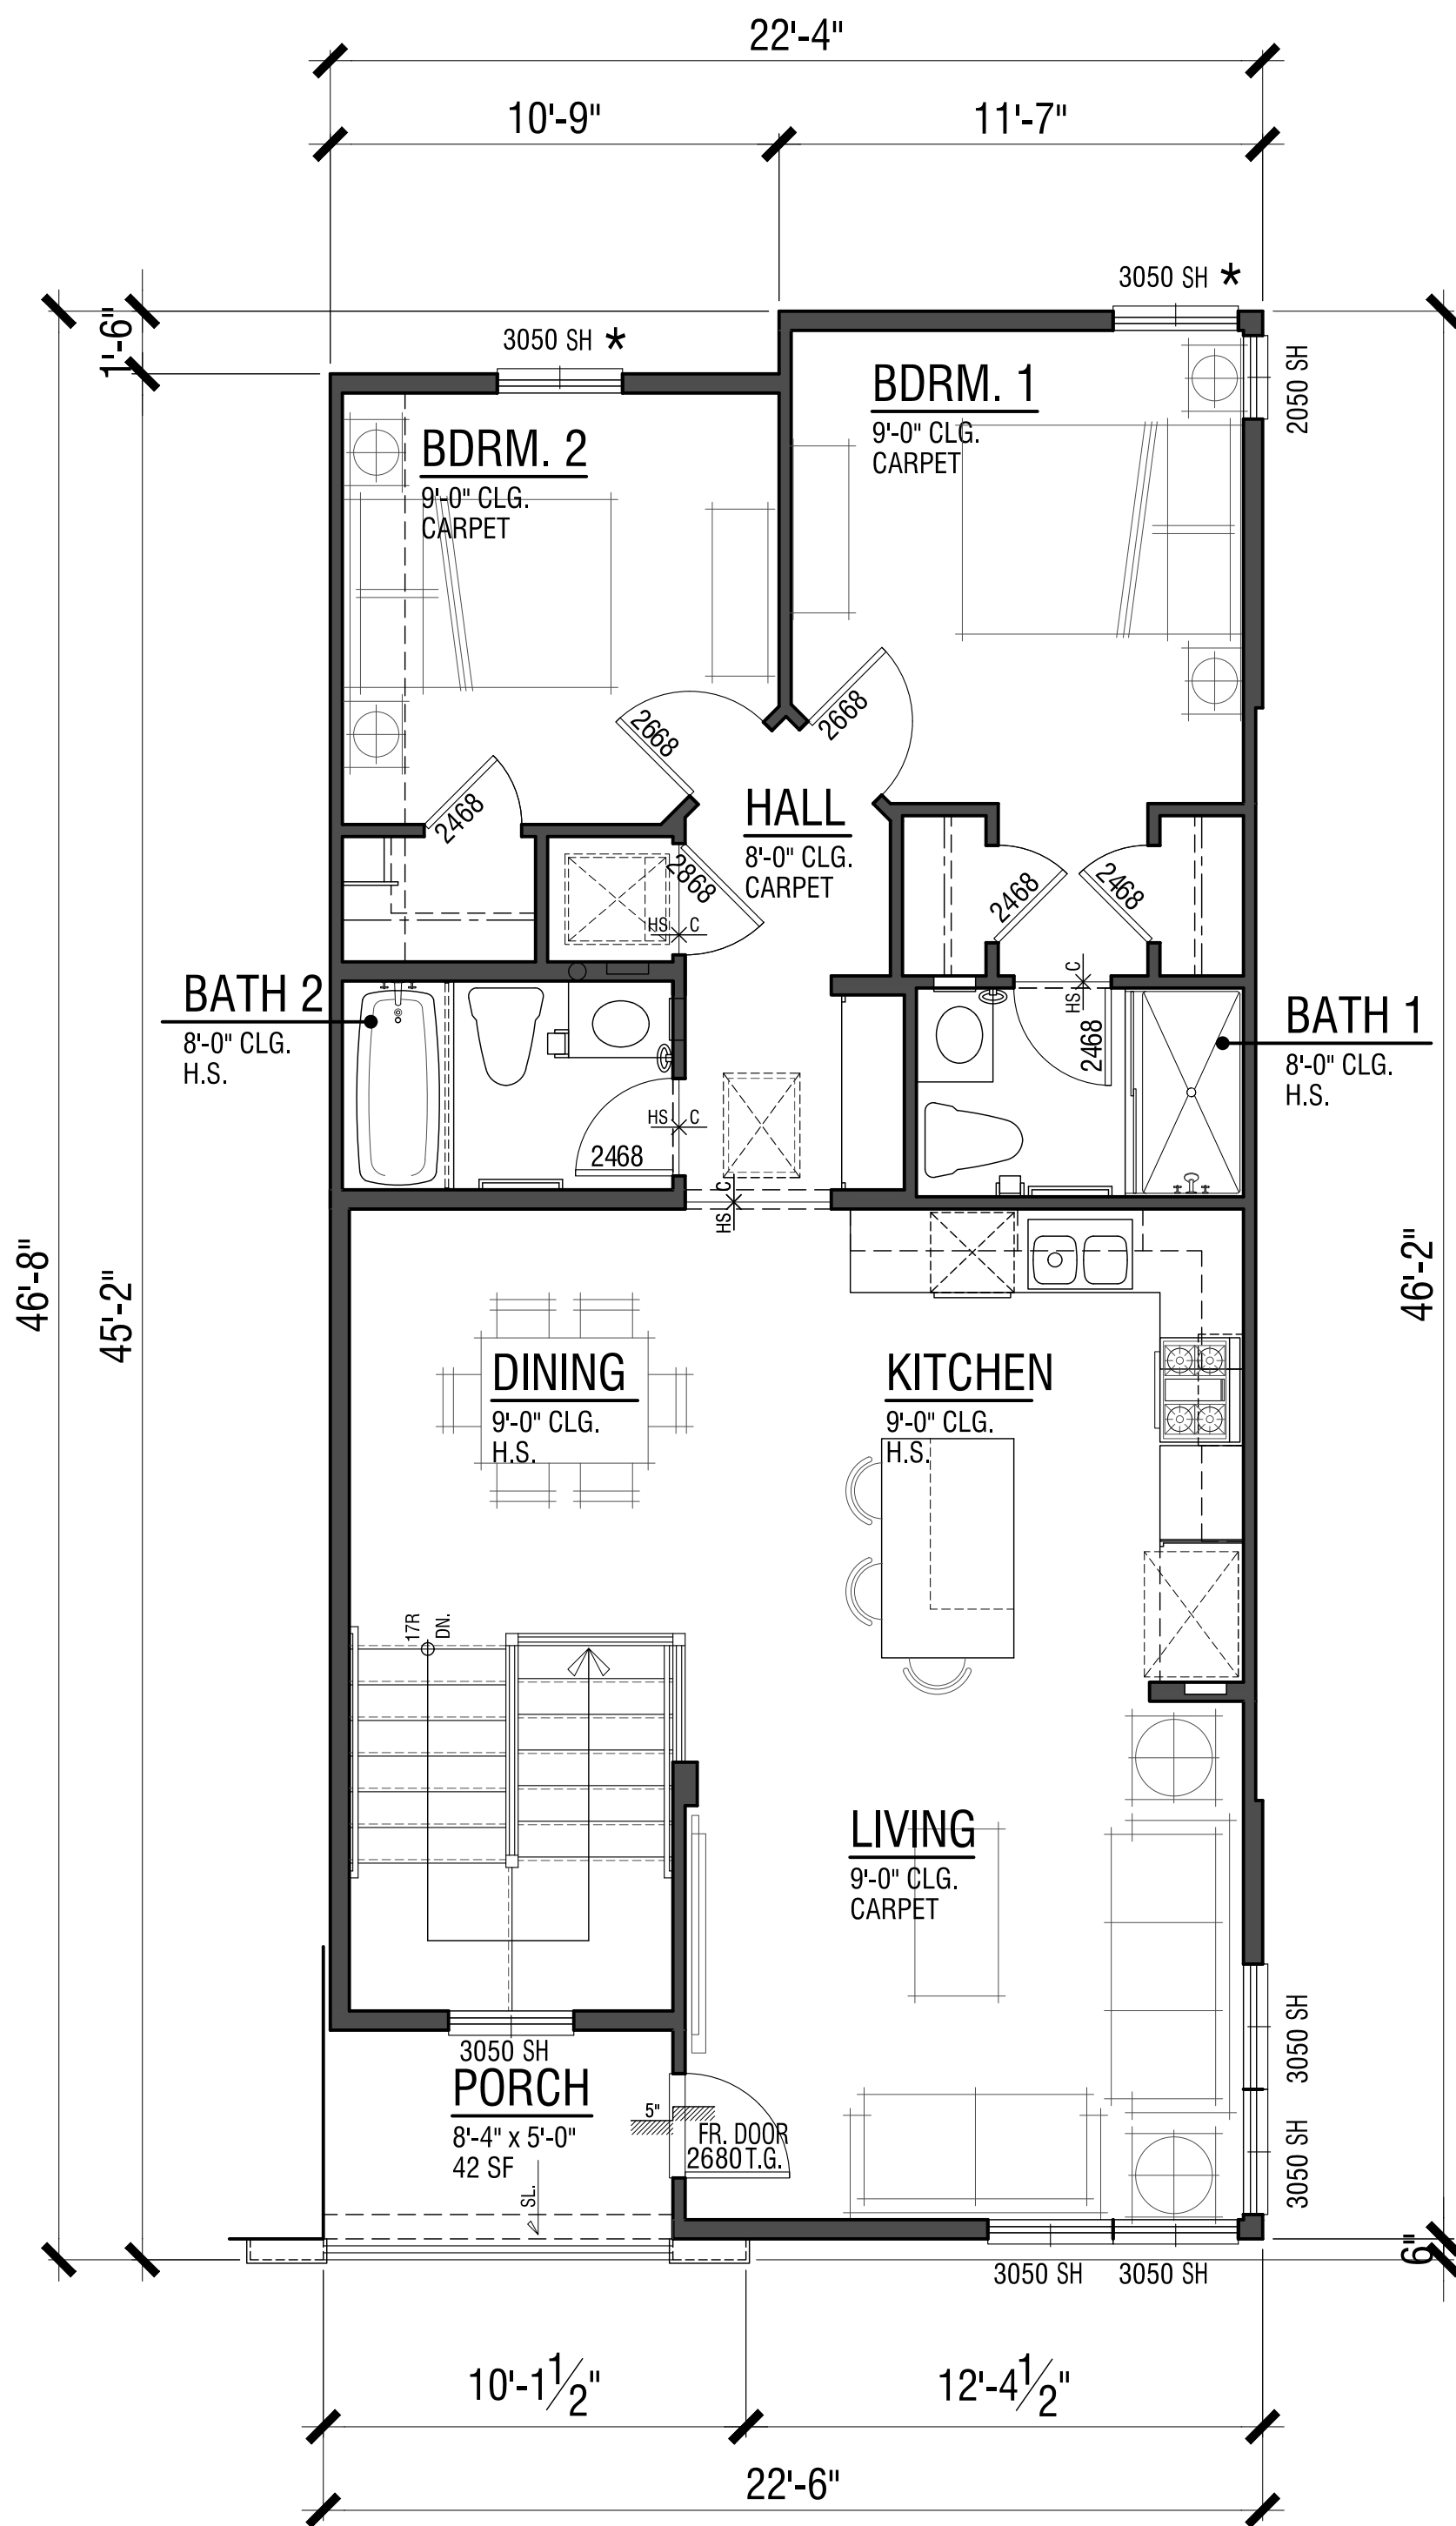 22'-4"
10'-9"
11'-7"
3050 SH *
1'-6"
3050 SH *
2050 SH
BDRM. 1
9'-0" CLG.
CARPET
BDRM. 2
9'-0" CLG.
CARPET
2668
2668
2468
HALL
8'-0" CLG.
CARPET
2868
2468
2468
HS C
HS C
BATH 2
8'-0" CLG.
H.S.
BATH 1
8'-0" CLG.
H.S.
2468
HS C
2468
HS C
46'-8"
45'-2"
46'-2"
DINING
9'-0" CLG.
H.S.
KITCHEN
9'-0" CLG.
H.S.
17R
DN.
LIVING
9'-0" CLG.
CARPET
3050 SH
3050 SH
3050 SH
PORCH
8'-4" x 5'-0"
42 SF
5"
FR. DOOR
2680 T.G.
SL.
6"
3050 SH
3050 SH
10'-1 1/2"
12'-4 1/2"
22'-6"